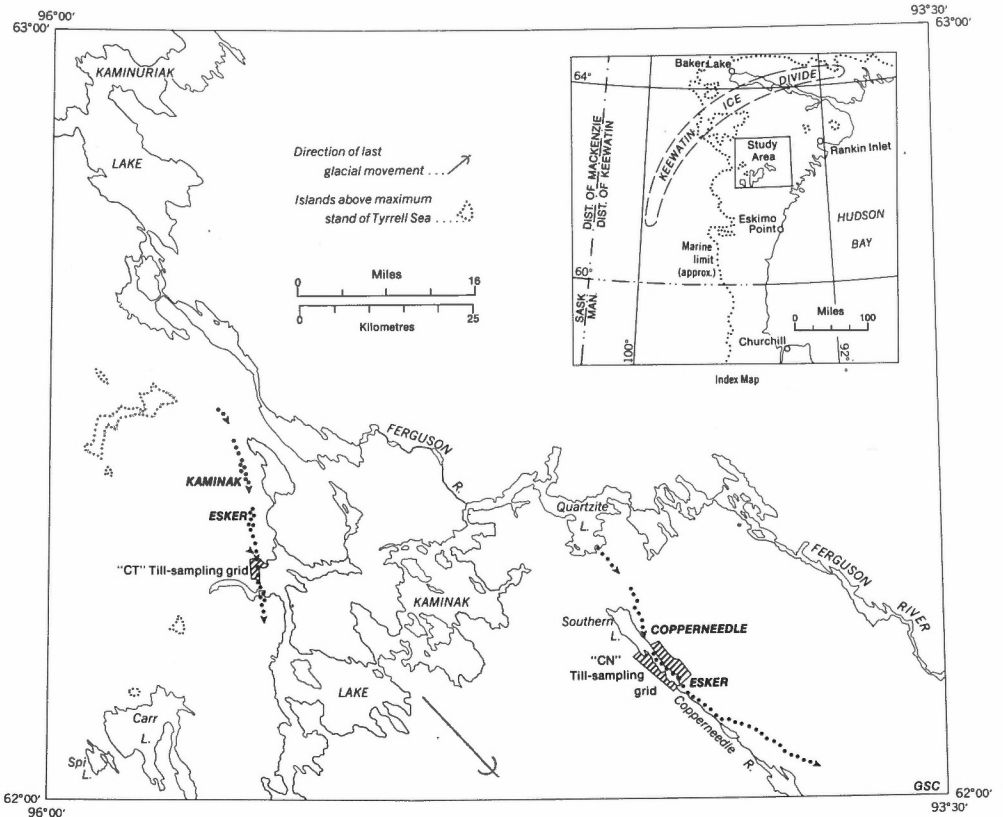 96°00'
63°00'
93°30'
63°00'
KAMINURIAK
LAKE
Direction of last
glacial movement ....
Islands above maximum
stand of Tyrrell Sea ....
Miles
0 16
0 25
Kilometres
Baker Lake
64°
KEEWATIN ICE DIVIDE
Study
Area
Rankin Inlet
DIST. OF MACKENZIE
DIST. OF KEEWATIN
Eskimo
Point
HUDSON
BAY
Marine
limit
(approx.)
60°
SASK
MAN.
Miles
0 100
Churchill
100°
92°
Index Map
FERGUSON
R.
KAMINAK
ESKER
"CT" Till-sampling grid
Quartzite
L.
FERGUSON
RIVER
KAMINAK
LAKE
Southern
L.
COPPERNEEDLE
ESKER
"CN"
Till-sampling
grid
Copperneedle
R.
Carr
L.
Spi
L.
GSC
62°00'
96°00'
62°00'
93°30'